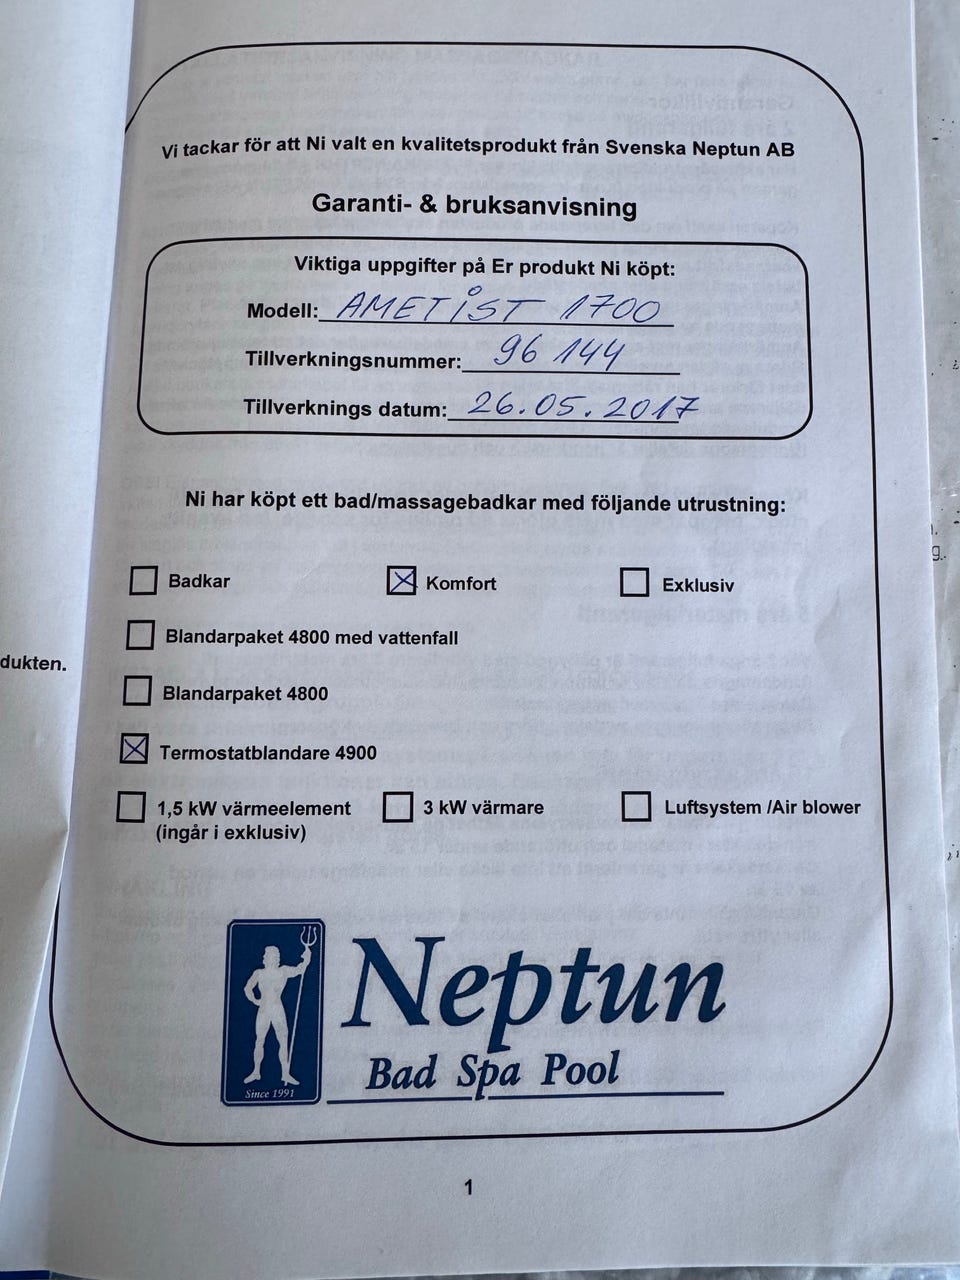 Vi tackar för att Ni valt en kvalitetsprodukt från Svenska Neptun AB
Garanti- & bruksanvisning
Viktiga uppgifter på Er produkt Ni köpt:
Modell: AMETIST 1700
Tillverkningsnummer: 96 144
Tillverknings datum: 26.05.2017
Ni har köpt ett bad/massagebadkar med följande utrustning:
Badkar Komfort Exklusiv
Blandarpaket 4800 med vattenfall
dukten.
Blandarpaket 4800
Termostatblandare 4900
1,5 kW värmeelement 3 kW värmare Luftsystem /Air blower
(ingår i exklusiv)
Neptun
Bad Spa Pool
Since 1991
1